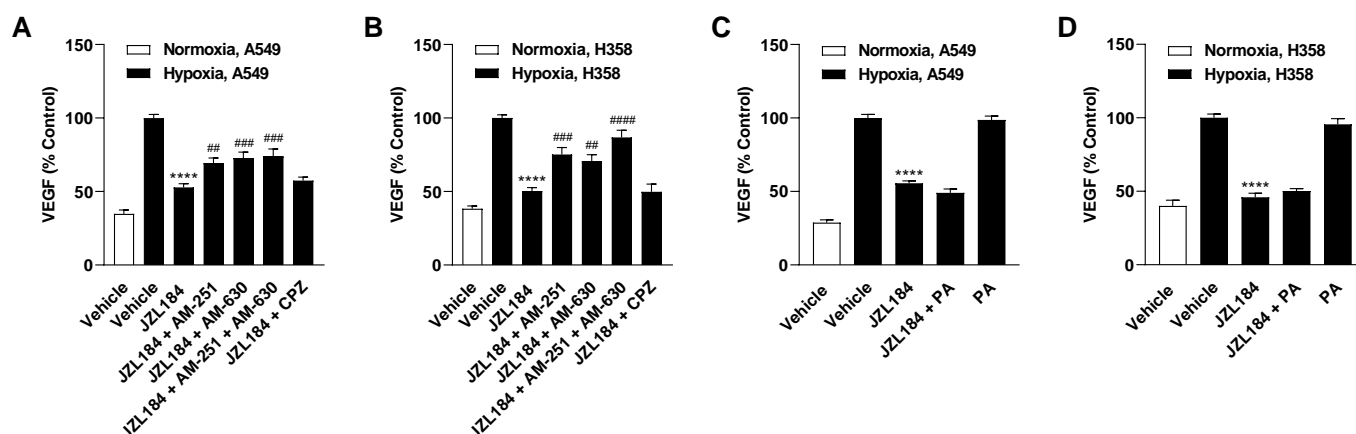 A
VEGF (% Control)
150
100
50
0
Normoxia, A549
Hypoxia, A549
Vehicle
Vehicle
JZL184
JZL184 + AM-251
JZL184 + AM-630
JZL184 + AM-251 + AM-630
JZL184 + CPZ
****
##
###
###
B
VEGF (% Control)
150
100
50
0
Normoxia, H358
Hypoxia, H358
Vehicle
Vehicle
JZL184
JZL184 + AM-251
JZL184 + AM-630
JZL184 + AM-251 + AM-630
JZL184 + CPZ
****
###
##
####
C
VEGF (% Control)
150
100
50
0
Normoxia, A549
Hypoxia, A549
Vehicle
Vehicle
JZL184
JZL184 + PA
PA
****
D
VEGF (% Control)
150
100
50
0
Normoxia, H358
Hypoxia, H358
Vehicle
Vehicle
JZL184
JZL184 + PA
PA
****